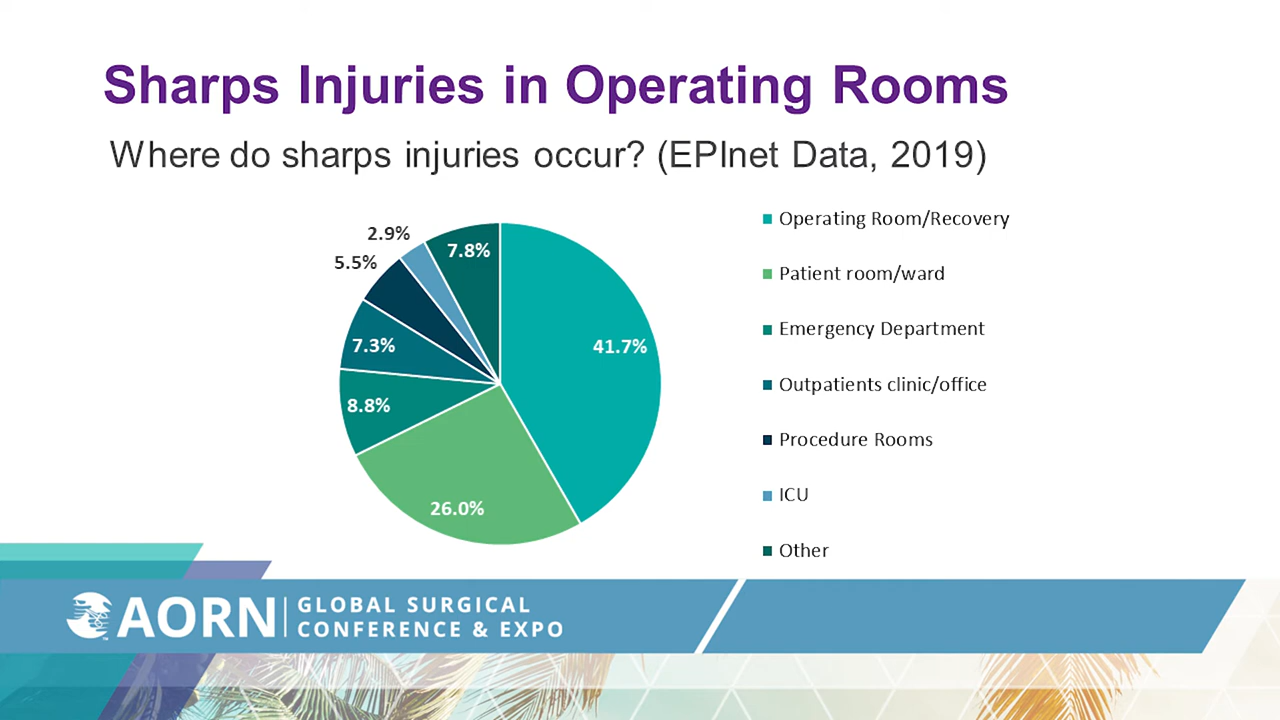 Sharps Injuries in Operating Rooms
Where do sharps injuries occur? (EPInet Data, 2019)
2.9%
7.8%
5.5%
7.3%
41.7%
8.8%
26.0%
Operating Room/Recovery
Patient room/ward
Emergency Department
Outpatients clinic/office
Procedure Rooms
ICU
Other
AORN
GLOBAL SURGICAL
CONFERENCE & EXPO